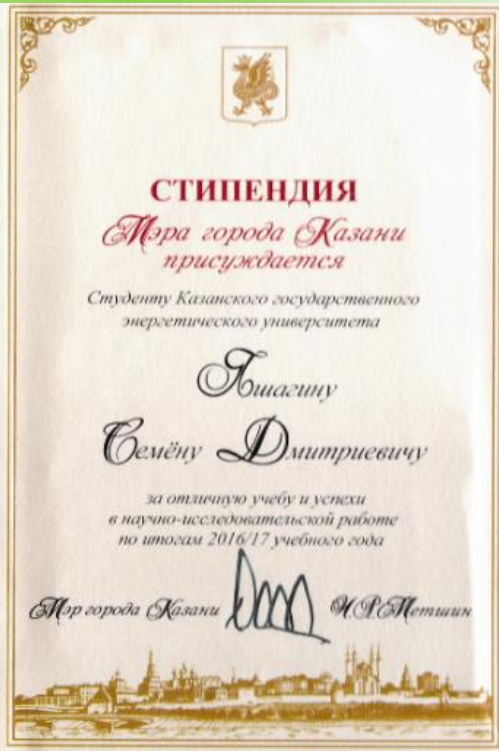 СТИПЕНДИЯ
Мэра города Казани
присуждается
Студенту Казанского государственного
энергетического университета
Яшагину
Семёну Дмитриевичу
за отличную учебу и успехи
в научно-исследовательской работе
по итогам 2016/17 учебного года
Мэр города Казани И.Р.Метшин